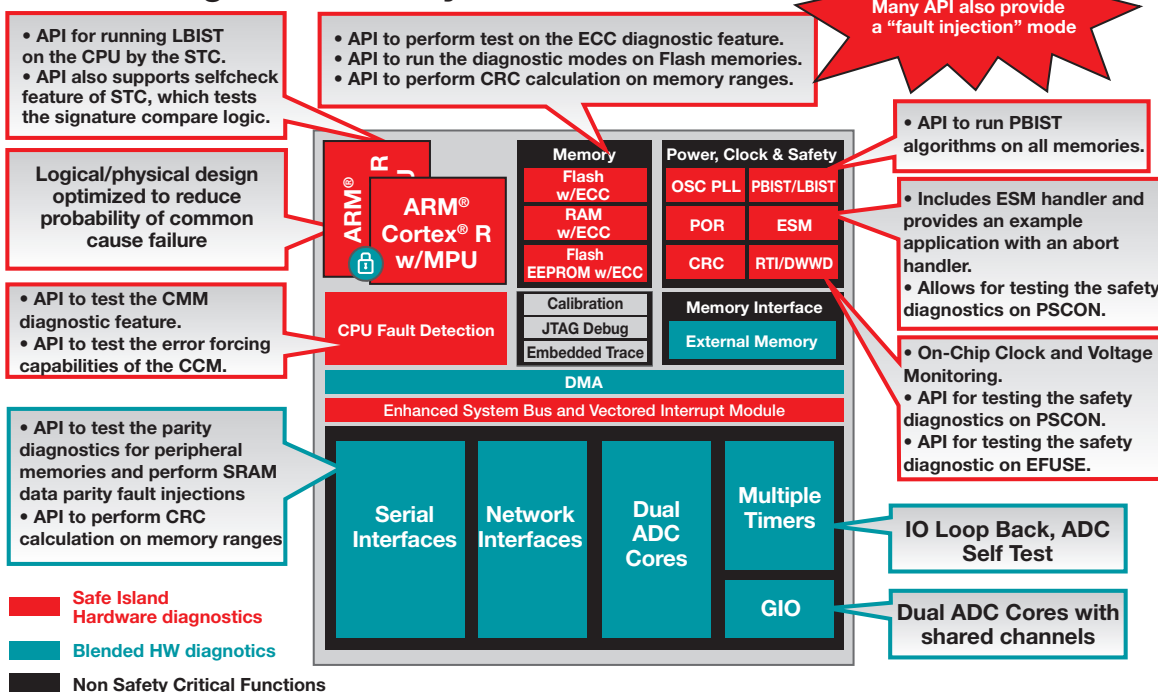 Many API also provide
a “fault injection” mode
• API for running LBIST
on the CPU by the STC.
• API also supports selfcheck
feature of STC, which tests
the signature compare logic.
• API to perform test on the ECC diagnostic feature.
• API to run the diagnostic modes on Flash memories.
• API to perform CRC calculation on memory ranges.
• API to run PBIST
algorithms on all memories.
Logical/physical design
optimized to reduce
probability of common
cause failure
ARM®
R
ARM®
Cortex® R
w/MPU
Memory
Flash
w/ECC
RAM
w/ECC
Flash
EEPROM w/ECC
Power, Clock & Safety
OSC PLL
PBIST/LBIST
POR
ESM
CRC
RTI/DWWD
• Includes ESM handler and
provides an example
application with an abort
handler.
• Allows for testing the safety
diagnostics on PSCON.
• API to test the CMM
diagnostic feature.
• API to test the error forcing
capabilities of the CCM.
CPU Fault Detection
Calibration
JTAG Debug
Embedded Trace
Memory Interface
External Memory
• On-Chip Clock and Voltage
Monitoring.
• API for testing the safety
diagnostics on PSCON.
• API for testing the safety
diagnostic on EFUSE.
DMA
Enhanced System Bus and Vectored Interrupt Module
• API to test the parity
diagnostics for peripheral
memories and perform SRAM
data parity fault injections
• API to perform CRC
calculation on memory ranges
Serial
Interfaces
Network
Interfaces
Dual
ADC
Cores
Multiple
Timers
GIO
IO Loop Back, ADC
Self Test
Dual ADC Cores with
shared channels
Safe Island
Hardware diagnostics
Blended HW diagnotics
Non Safety Critical Functions